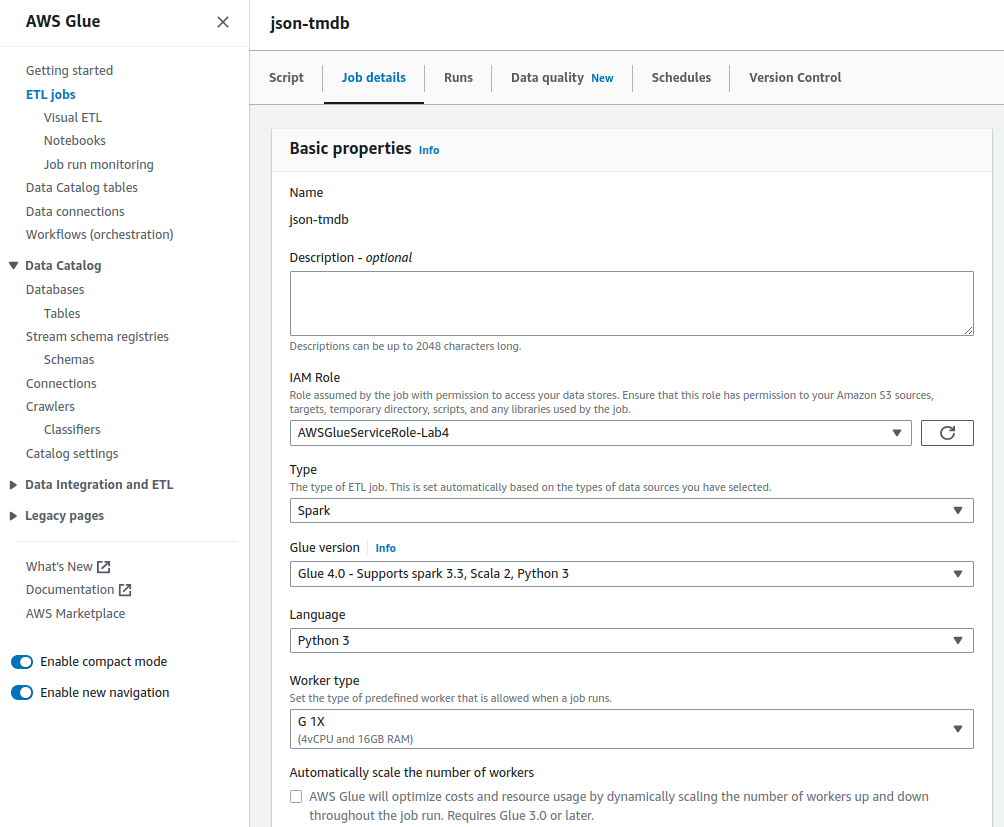 AWS Glue
Getting started
ETL jobs
Visual ETL
Notebooks
Job run monitoring
Data Catalog tables
Data connections
Workflows (orchestration)
Data Catalog
Databases
Tables
Stream schema registries
Schemas
Connections
Crawlers
Classifiers
Catalog settings
Data Integration and ETL
Legacy pages
What's New
Documentation
AWS Marketplace
Enable compact mode
Enable new navigation
json-tmdb
Script
Job details
Runs
Data quality New
Schedules
Version Control
Basic properties Info
Name
json-tmdb
Description - optional
Descriptions can be up to 2048 characters long.
IAM Role
Role assumed by the job with permission to access your data stores. Ensure that this role has permission to your Amazon S3 sources,
targets, temporary directory, scripts, and any libraries used by the job.
AWSGlueServiceRole-Lab4
Type
The type of ETL job. This is set automatically based on the types of data sources you have selected.
Spark
Glue version Info
Glue 4.0 - Supports spark 3.3, Scala 2, Python 3
Language
Python 3
Worker type
Set the type of predefined worker that is allowed when a job runs.
G 1X
(4vCPU and 16GB RAM)
Automatically scale the number of workers
AWS Glue will optimize costs and resource usage by dynamically scaling the number of workers up and down
throughout the job run. Requires Glue 3.0 or later.